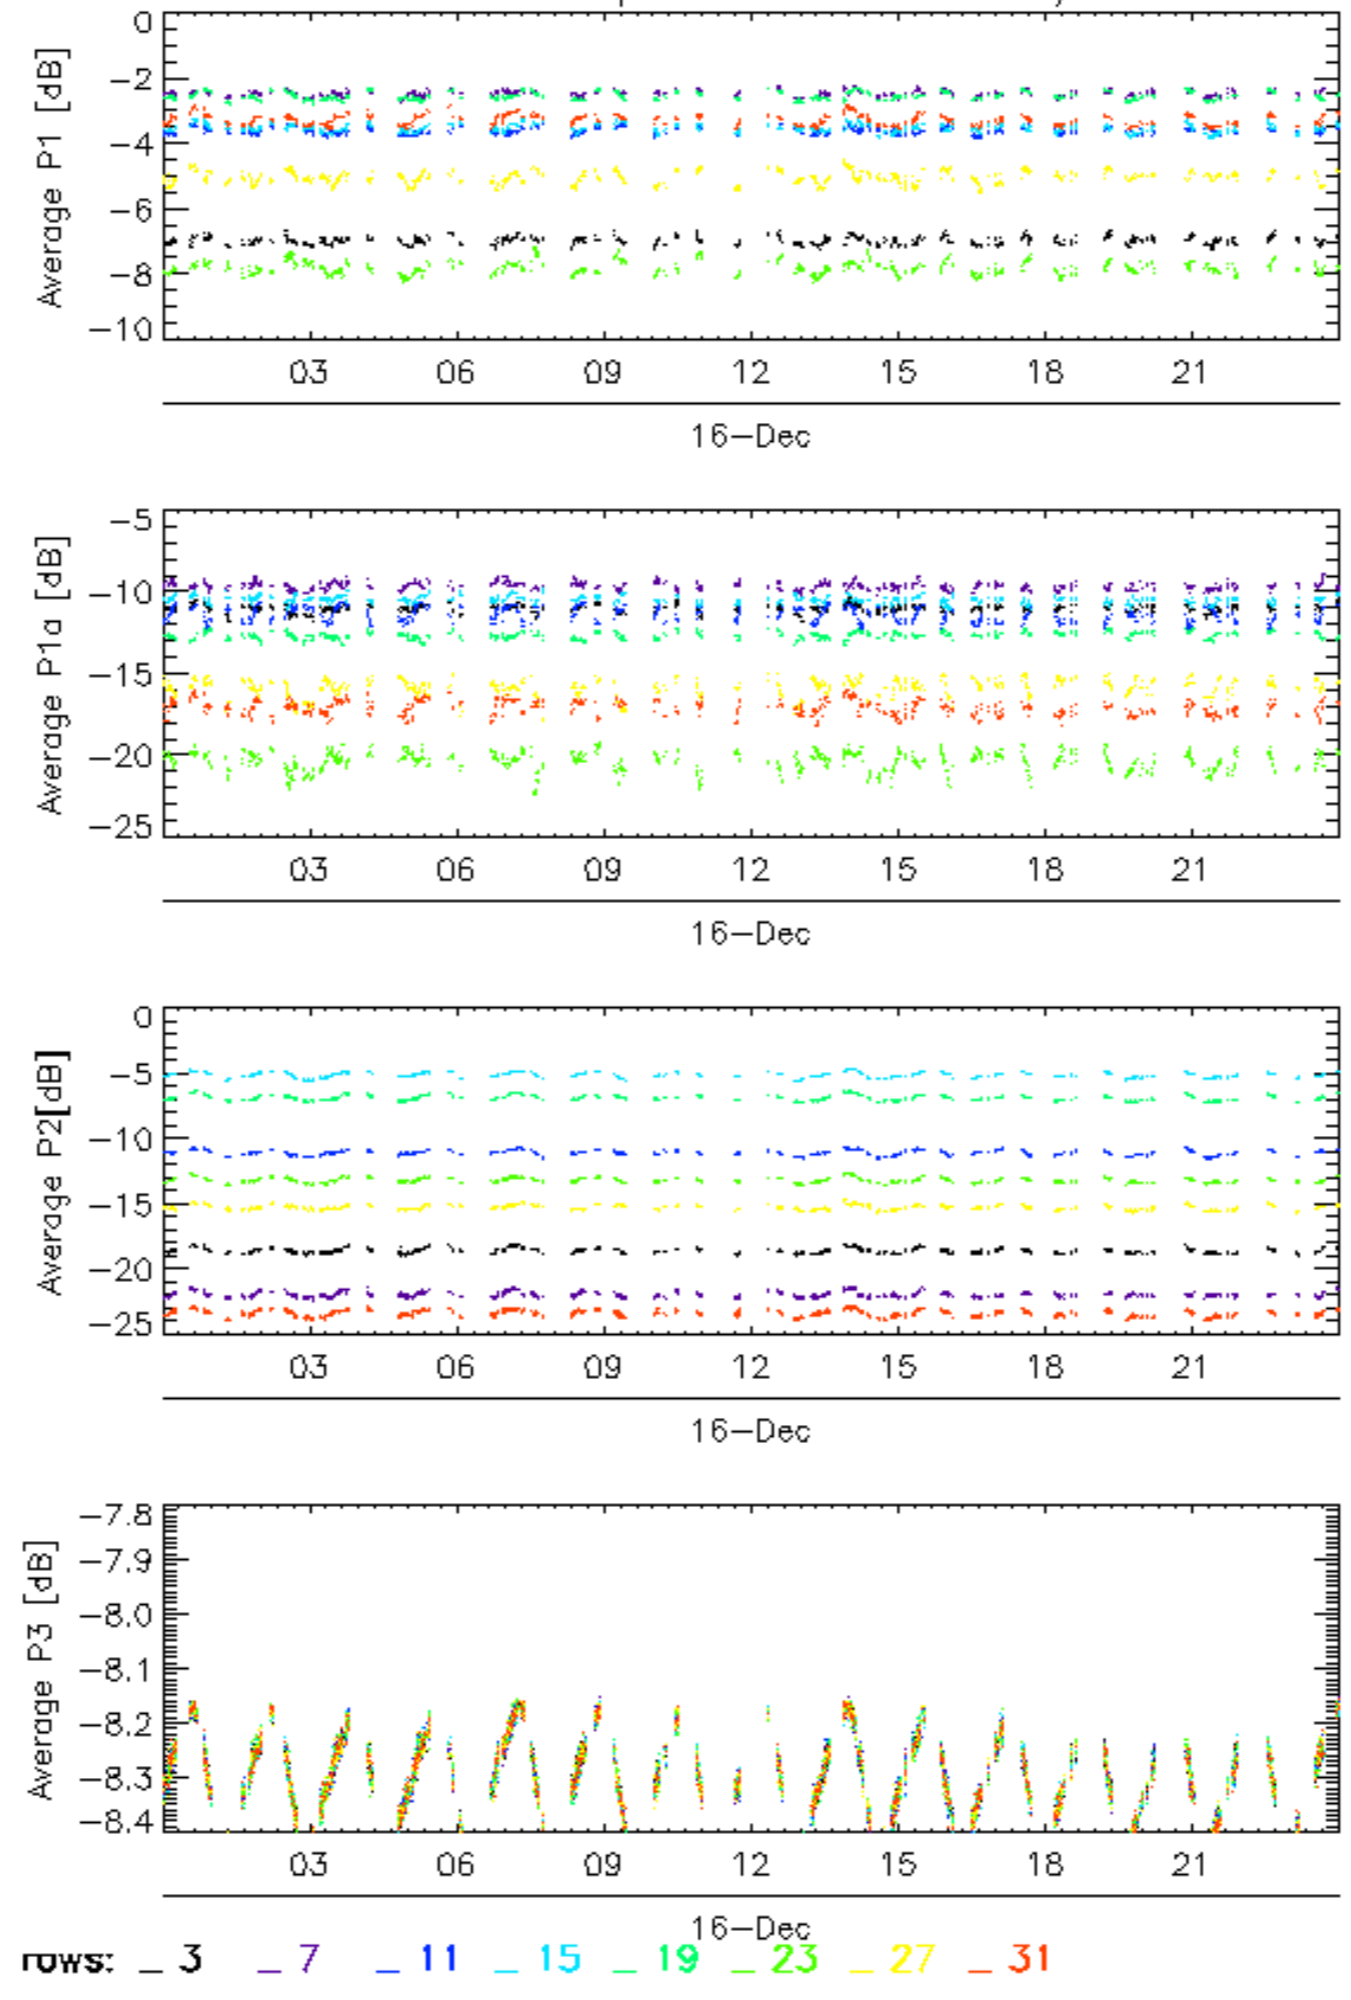 Average P1 [dB]
0
−2
−4
−6
−8
−10
03 06 09 12 15 18 21
16−Dec
Average P1a [dB]
−5
−10
−15
−20
−25
03 06 09 12 15 18 21
16−Dec
Average P2[dB]
0
−5
−10
−15
−20
−25
03 06 09 12 15 18 21
16−Dec
Average P3 [dB]
−7.8
−7.9
−8.0
−8.1
−8.2
−8.3
−8.4
03 06 09 12 15 18 21
16−Dec
rows: _ 3 _ 7 _ 11 _ 15 _ 19 _ 23 _ 27 _ 31